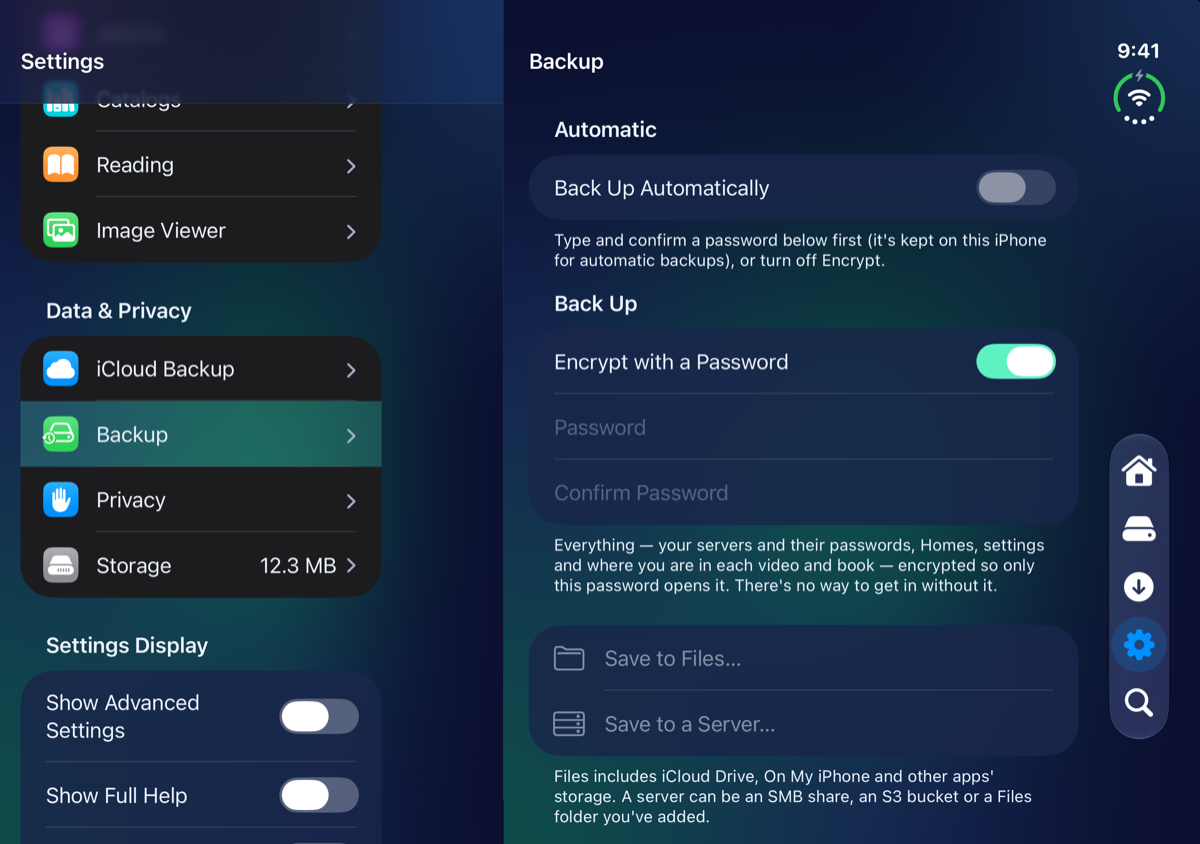 Settings
Catalogs
Reading
Image Viewer
Data & Privacy
iCloud Backup
Backup
Privacy
Storage 12.3 MB
Settings Display
Show Advanced
Settings
Show Full Help
Backup
9:41
Automatic
Back Up Automatically
Type and confirm a password below first (it's kept on this iPhone
for automatic backups), or turn off Encrypt.
Back Up
Encrypt with a Password
Password
Confirm Password
Everything — your servers and their passwords, Homes, settings
and where you are in each video and book — encrypted so only
this password opens it. There's no way to get in without it.
Save to Files...
Save to a Server...
Files includes iCloud Drive, On My iPhone and other apps'
storage. A server can be an SMB share, an S3 bucket or a Files
folder you've added.